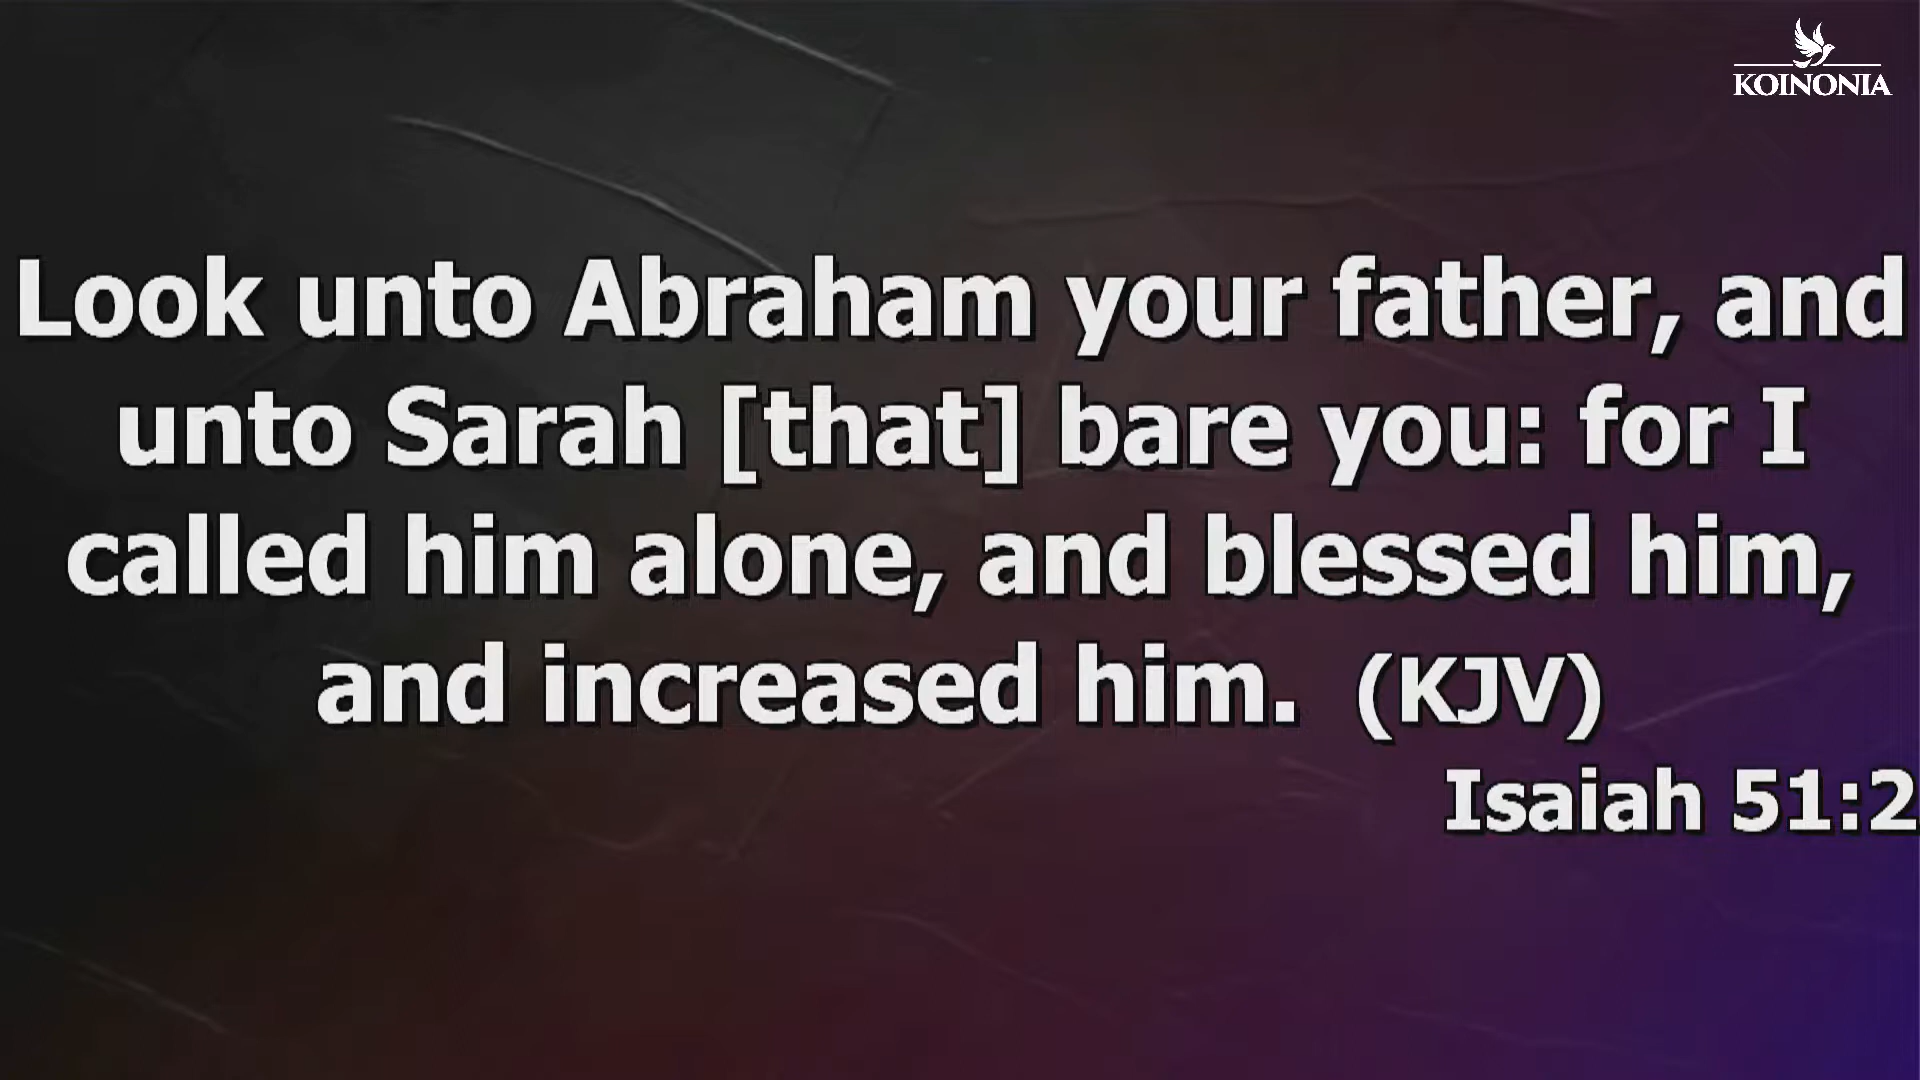 KOINONIA
Look unto Abraham your father, and
unto Sarah [that] bare you: for I
called him alone, and blessed him,
and increased him.  (KJV)
Isaiah 51:2